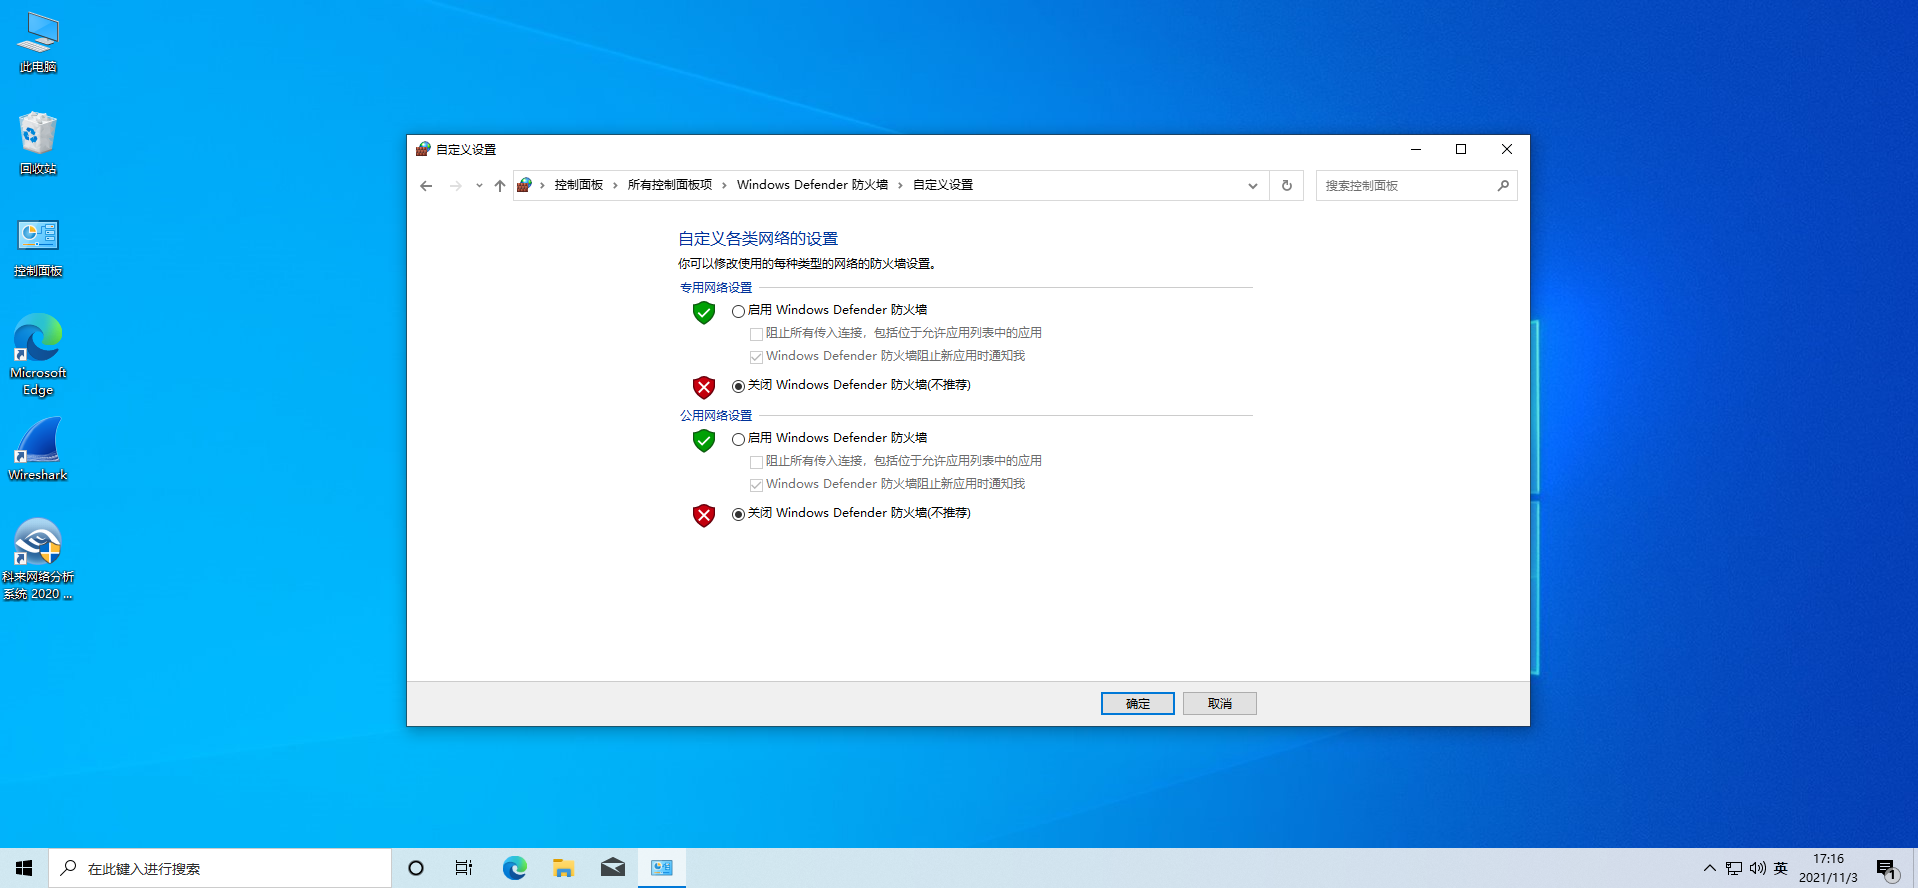 此电脑
回收站
控制面板
Microsoft
Edge
Wireshark
科来网络分析
系统 2020 ...
自定义设置
控制面板
所有控制面板项
Windows Defender 防火墙
自定义设置
搜索控制面板
自定义各类网络的设置
你可以修改使用的每种类型的网络的防火墙设置。
专用网络设置
启用 Windows Defender 防火墙
阻止所有传入连接，包括位于允许应用列表中的应用
Windows Defender 防火墙阻止新应用时通知我
关闭 Windows Defender 防火墙(不推荐)
公用网络设置
启用 Windows Defender 防火墙
阻止所有传入连接，包括位于允许应用列表中的应用
Windows Defender 防火墙阻止新应用时通知我
关闭 Windows Defender 防火墙(不推荐)
确定
取消
在此键入进行搜索
英
17:16
2021/11/3
1